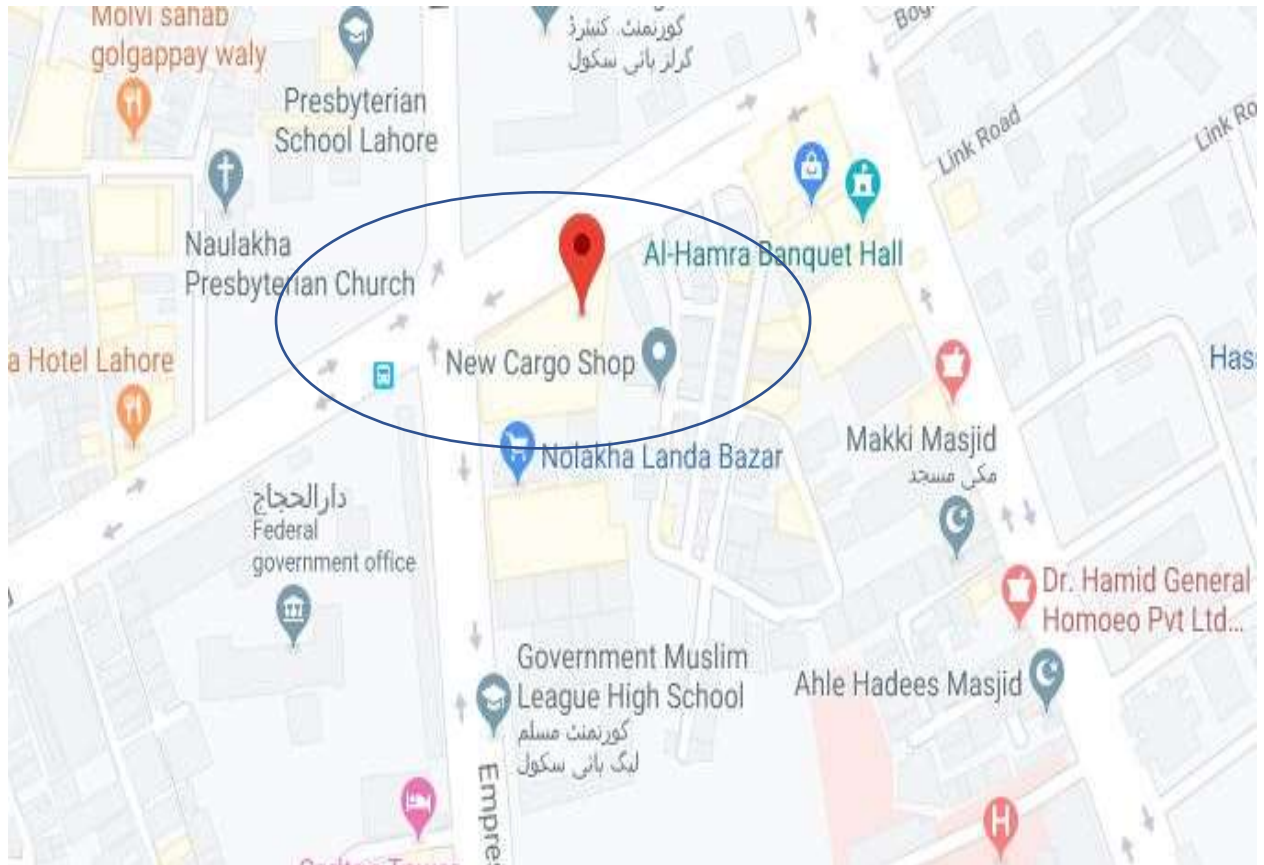 Molvi sahab
golgappay waly
Presbyterian
School Lahore
گورنمنٹ کنیئرڈ
گرلز ہائی سکول
Link Road
Link Ro
Naulakha
Presbyterian Church
Al-Hamra Banquet Hall
a Hotel Lahore
New Cargo Shop
Has
Nolakha Landa Bazar
Makki Masjid
مکی مسجد
دارالحجاج
Federal
government office
Dr. Hamid General
Homoeo Pvt Ltd...
Government Muslim
League High School
گورنمنٹ مسلم
لیگ ہائی سکول
Ahle Hadees Masjid
Empres
H